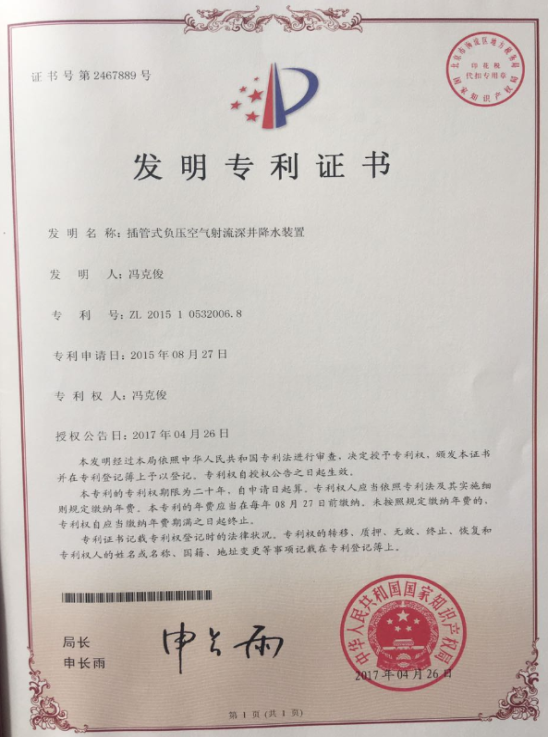 证书号第2467889号
国家知识产权局
代扣专用章
发明专利证书
发明名称：插管式负压空气射流深井降水装置
发明人：冯克俊
专利号：ZL 2015 1 0532006.8
专利申请日：2015年08月27日
专利权人：冯克俊
授权公告日：2017年04月26日
本发明经过本局依照中华人民共和国专利法进行审查，决定授予专利权，颁发本证书
并在专利登记薄上予以登记。专利权自授权公告之日起生效。
本专利的专利权期限为二十年，自申请日起算。专利权人应当依照专利法及其实施细
则规定缴纳年费。本专利的年费应当在每年08月27日前缴纳。未按照规定缴纳年费的，
专利权自应当缴纳年费期满之日起终止。
专利证书记载专利权登记时的法律状况。专利权的转移、质押、无效、终止、恢复和
专利权人的姓名或名称、国籍、地址变更等事项记载在专利登记薄上。
局长
申长雨
申长雨
中华人民共和国国家知识产权局
2017年04月26日
第1页(共1页)